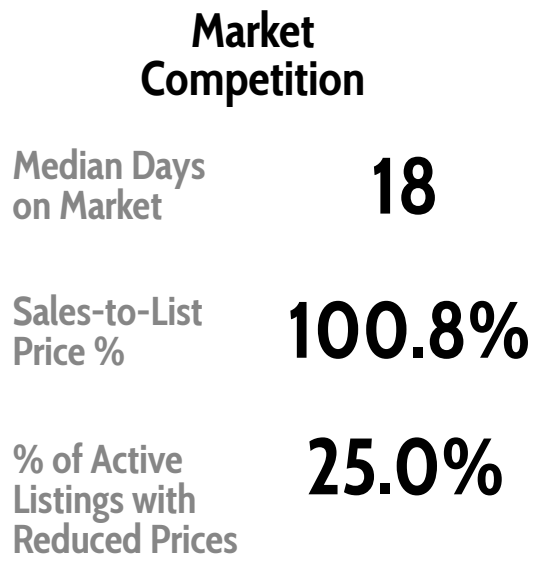 Market
Competition
Median Days
on Market
18
Sales-to-List
Price %
100.8%
% of Active
Listings with
Reduced Prices
25.0%